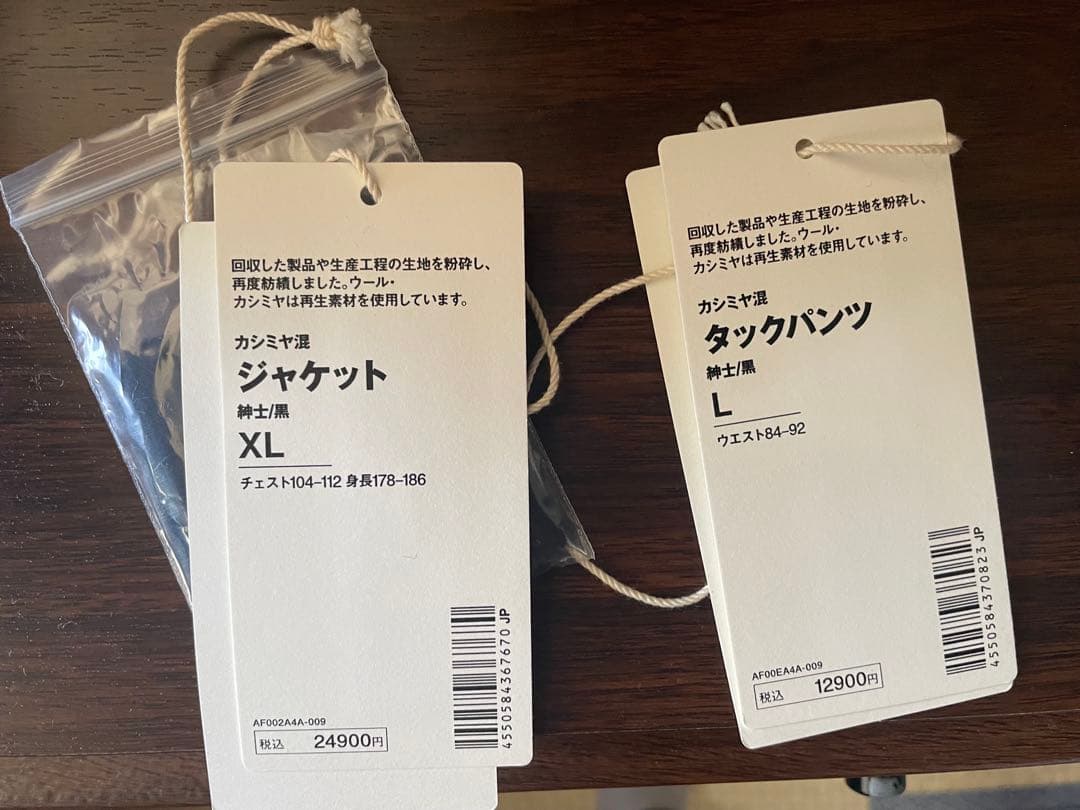 回収した製品や生産工程の生地を粉砕し、
再度紡績しました。ウール・
カシミヤは再生素材を使用しています。
カシミヤ混
ジャケット
紳士/黒
XL
チェスト104-112 身長178-186
4550584367670 JP
AF002A4A-009
税込 24900円
回収した製品や生産工程の生地を粉砕し、
再度紡績しました。ウール・
カシミヤは再生素材を使用しています。
カシミヤ混
タックパンツ
紳士/黒
L
ウエスト84-92
4550584370823 JP
AF00EA4A-009
税込 12900円